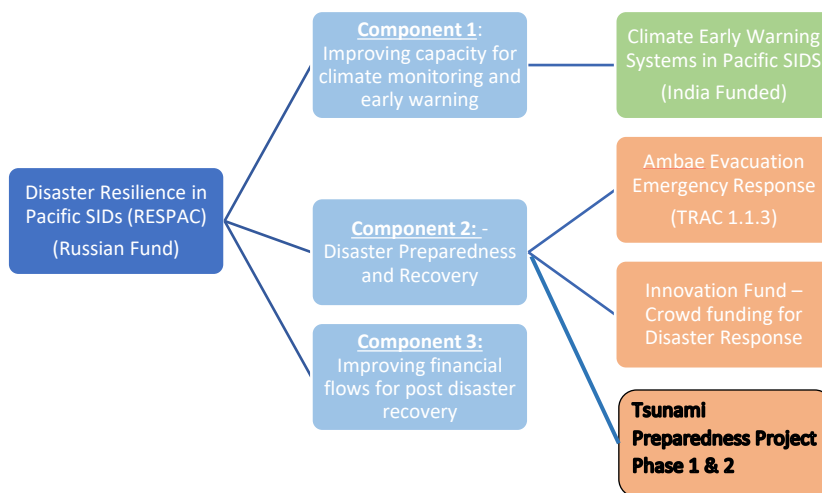 Component 1:
Improving capacity for
climate monitoring and
early warning
Climate Early Warning
Systems in Pacific SIDS
(India Funded)
Disaster Resilience in
Pacific SIDs (RESPAC)
(Russian Fund)
Ambae Evacuation
Emergency Response
(TRAC 1.1.3)
Component 2: -
Disaster Preparedness
and Recovery
Innovation Fund –
Crowd funding for
Disaster Response
Component 3:
Improving financial
flows for post disaster
recovery
Tsunami
Preparedness Project
Phase 1 & 2